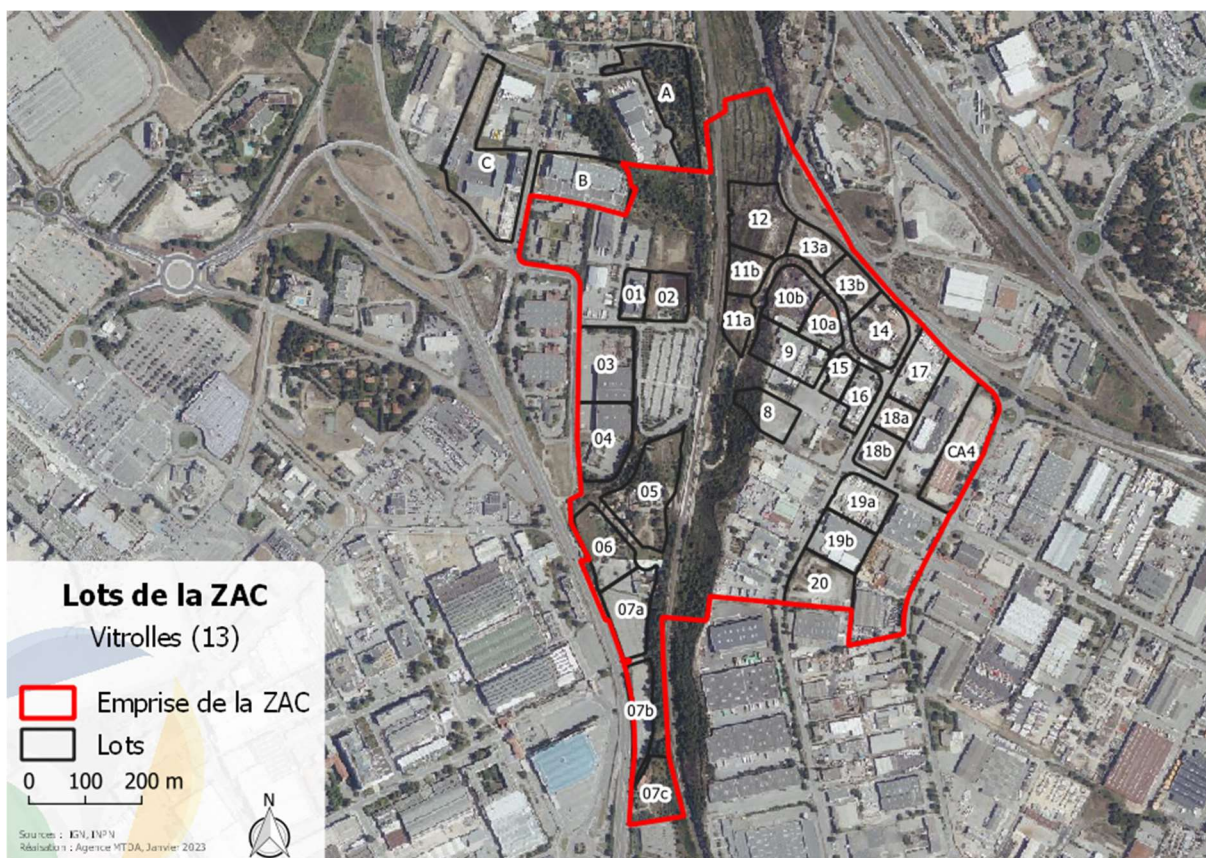 A
C
B
12
13a
11b
13b
01
02
10b
11a
10a
14
9
03
15
17
16
8
18a
04
18b
CA4
05
19a
06
19b
20
07a
07b
07c
Lots de la ZAC
Vitrolles (13)
Emprise de la ZAC
Lots
0 100 200 m
N
Sources : IGN, INPN
Réalisation : Agence MTDA, Janvier 2023